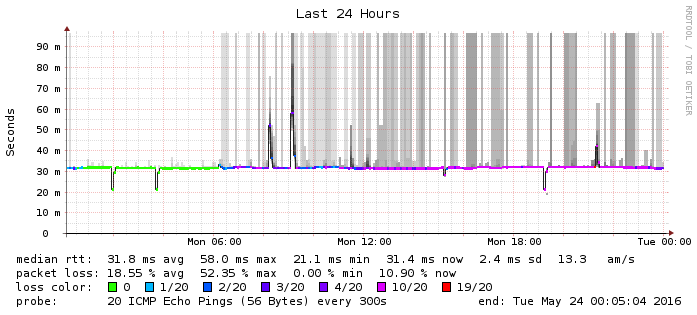 Last 24 Hours
RRDTOOL / TOBI OETIKER
Seconds
90 m
80 m
70 m
60 m
50 m
40 m
30 m
20 m
10 m
0
Mon 06:00 Mon 12:00 Mon 18:00 Tue 00:00
median rtt: 31.8 ms avg 58.0 ms max 21.1 ms min 31.4 ms now 2.4 ms sd 13.3 am/s
packet loss: 18.55 % avg 52.35 % max 0.00 % min 10.90 % now
loss color: 0 1/20 2/20 3/20 4/20 10/20 19/20
probe: 20 ICMP Echo Pings (56 Bytes) every 300s end: Tue May 24 00:05:04 2016